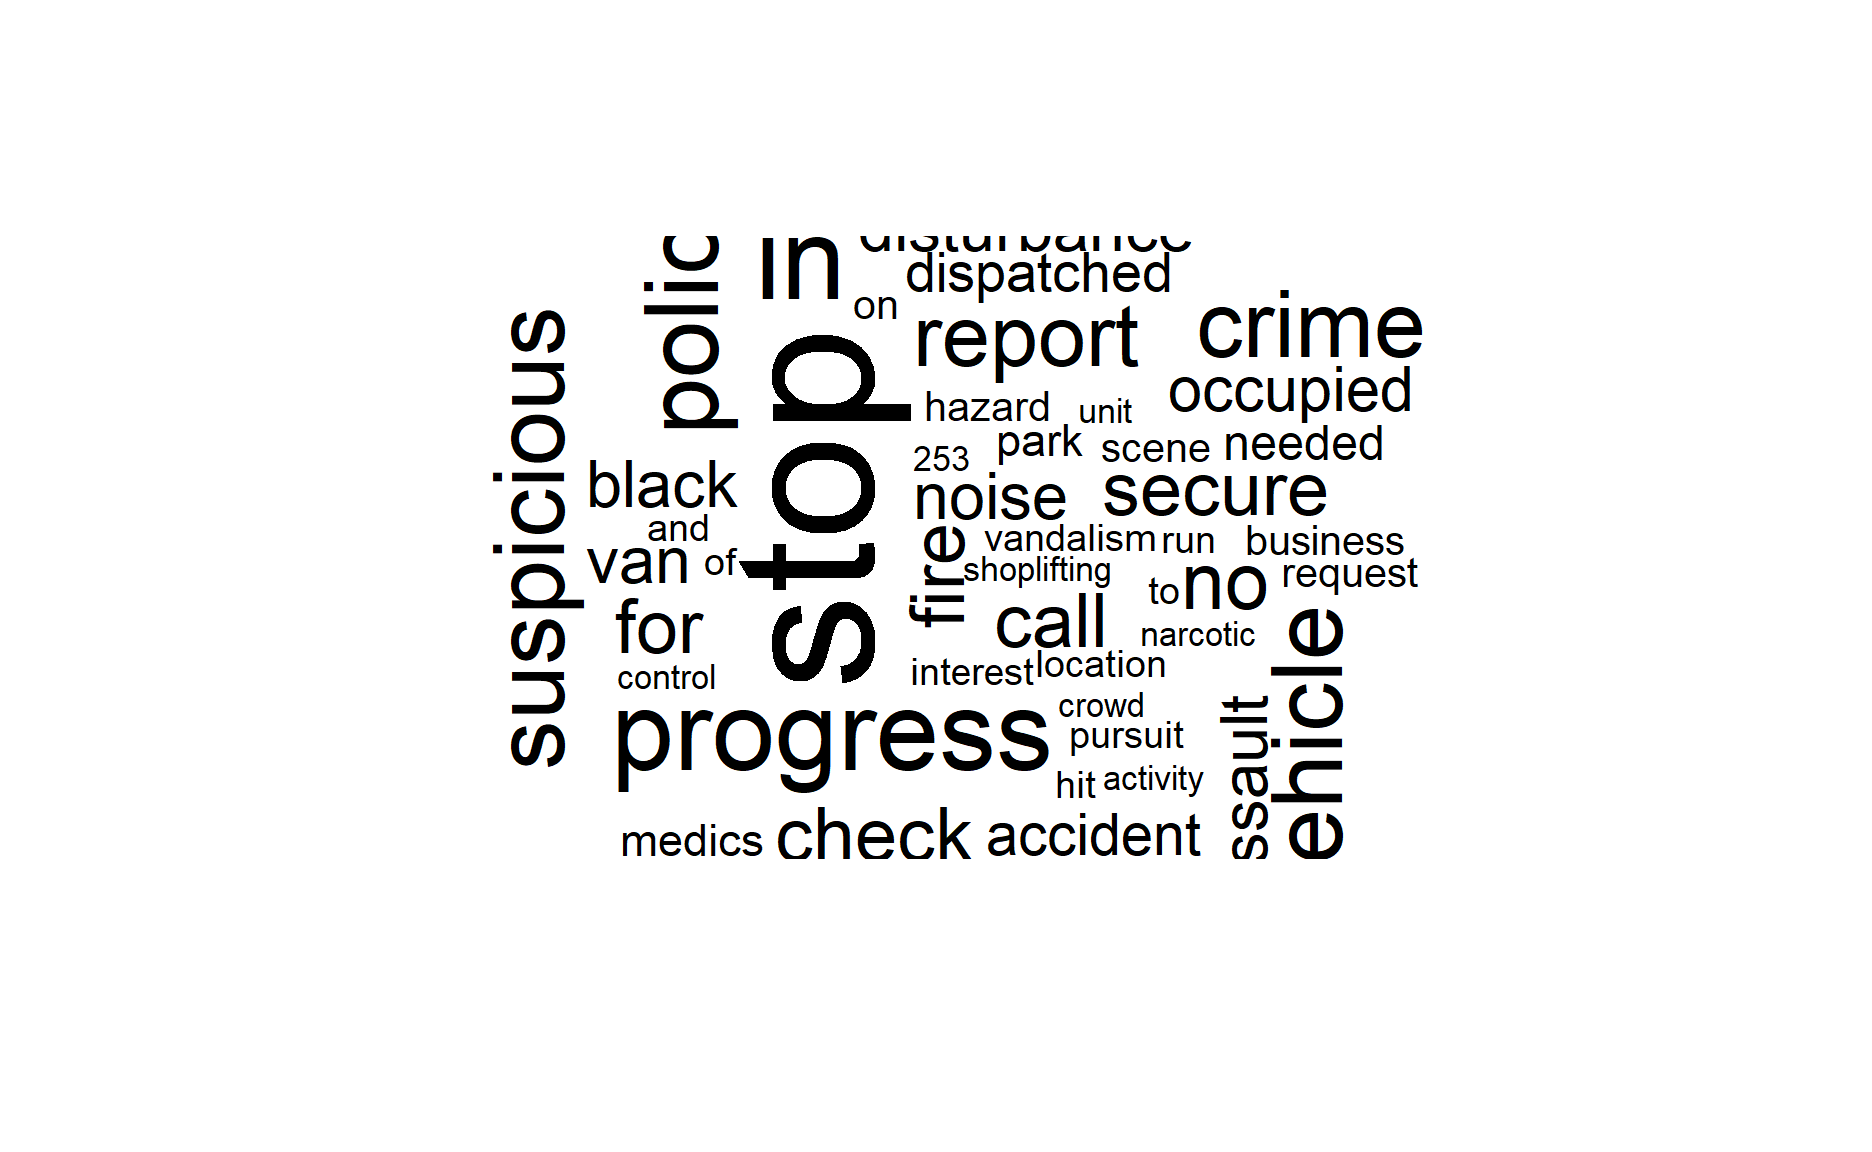 disturbance
polic
in
dispatched
on
report
crime
suspicious
stop
occupied
hazard
unit
park
scene
needed
253
black
noise
secure
and
fire
vandalism
run
business
van
of
shoplifting
to
no
request
for
call
narcotic
control
interest
location
ehicle
progress
crowd
pursuit
ssault
hit
activity
medics
check
accident